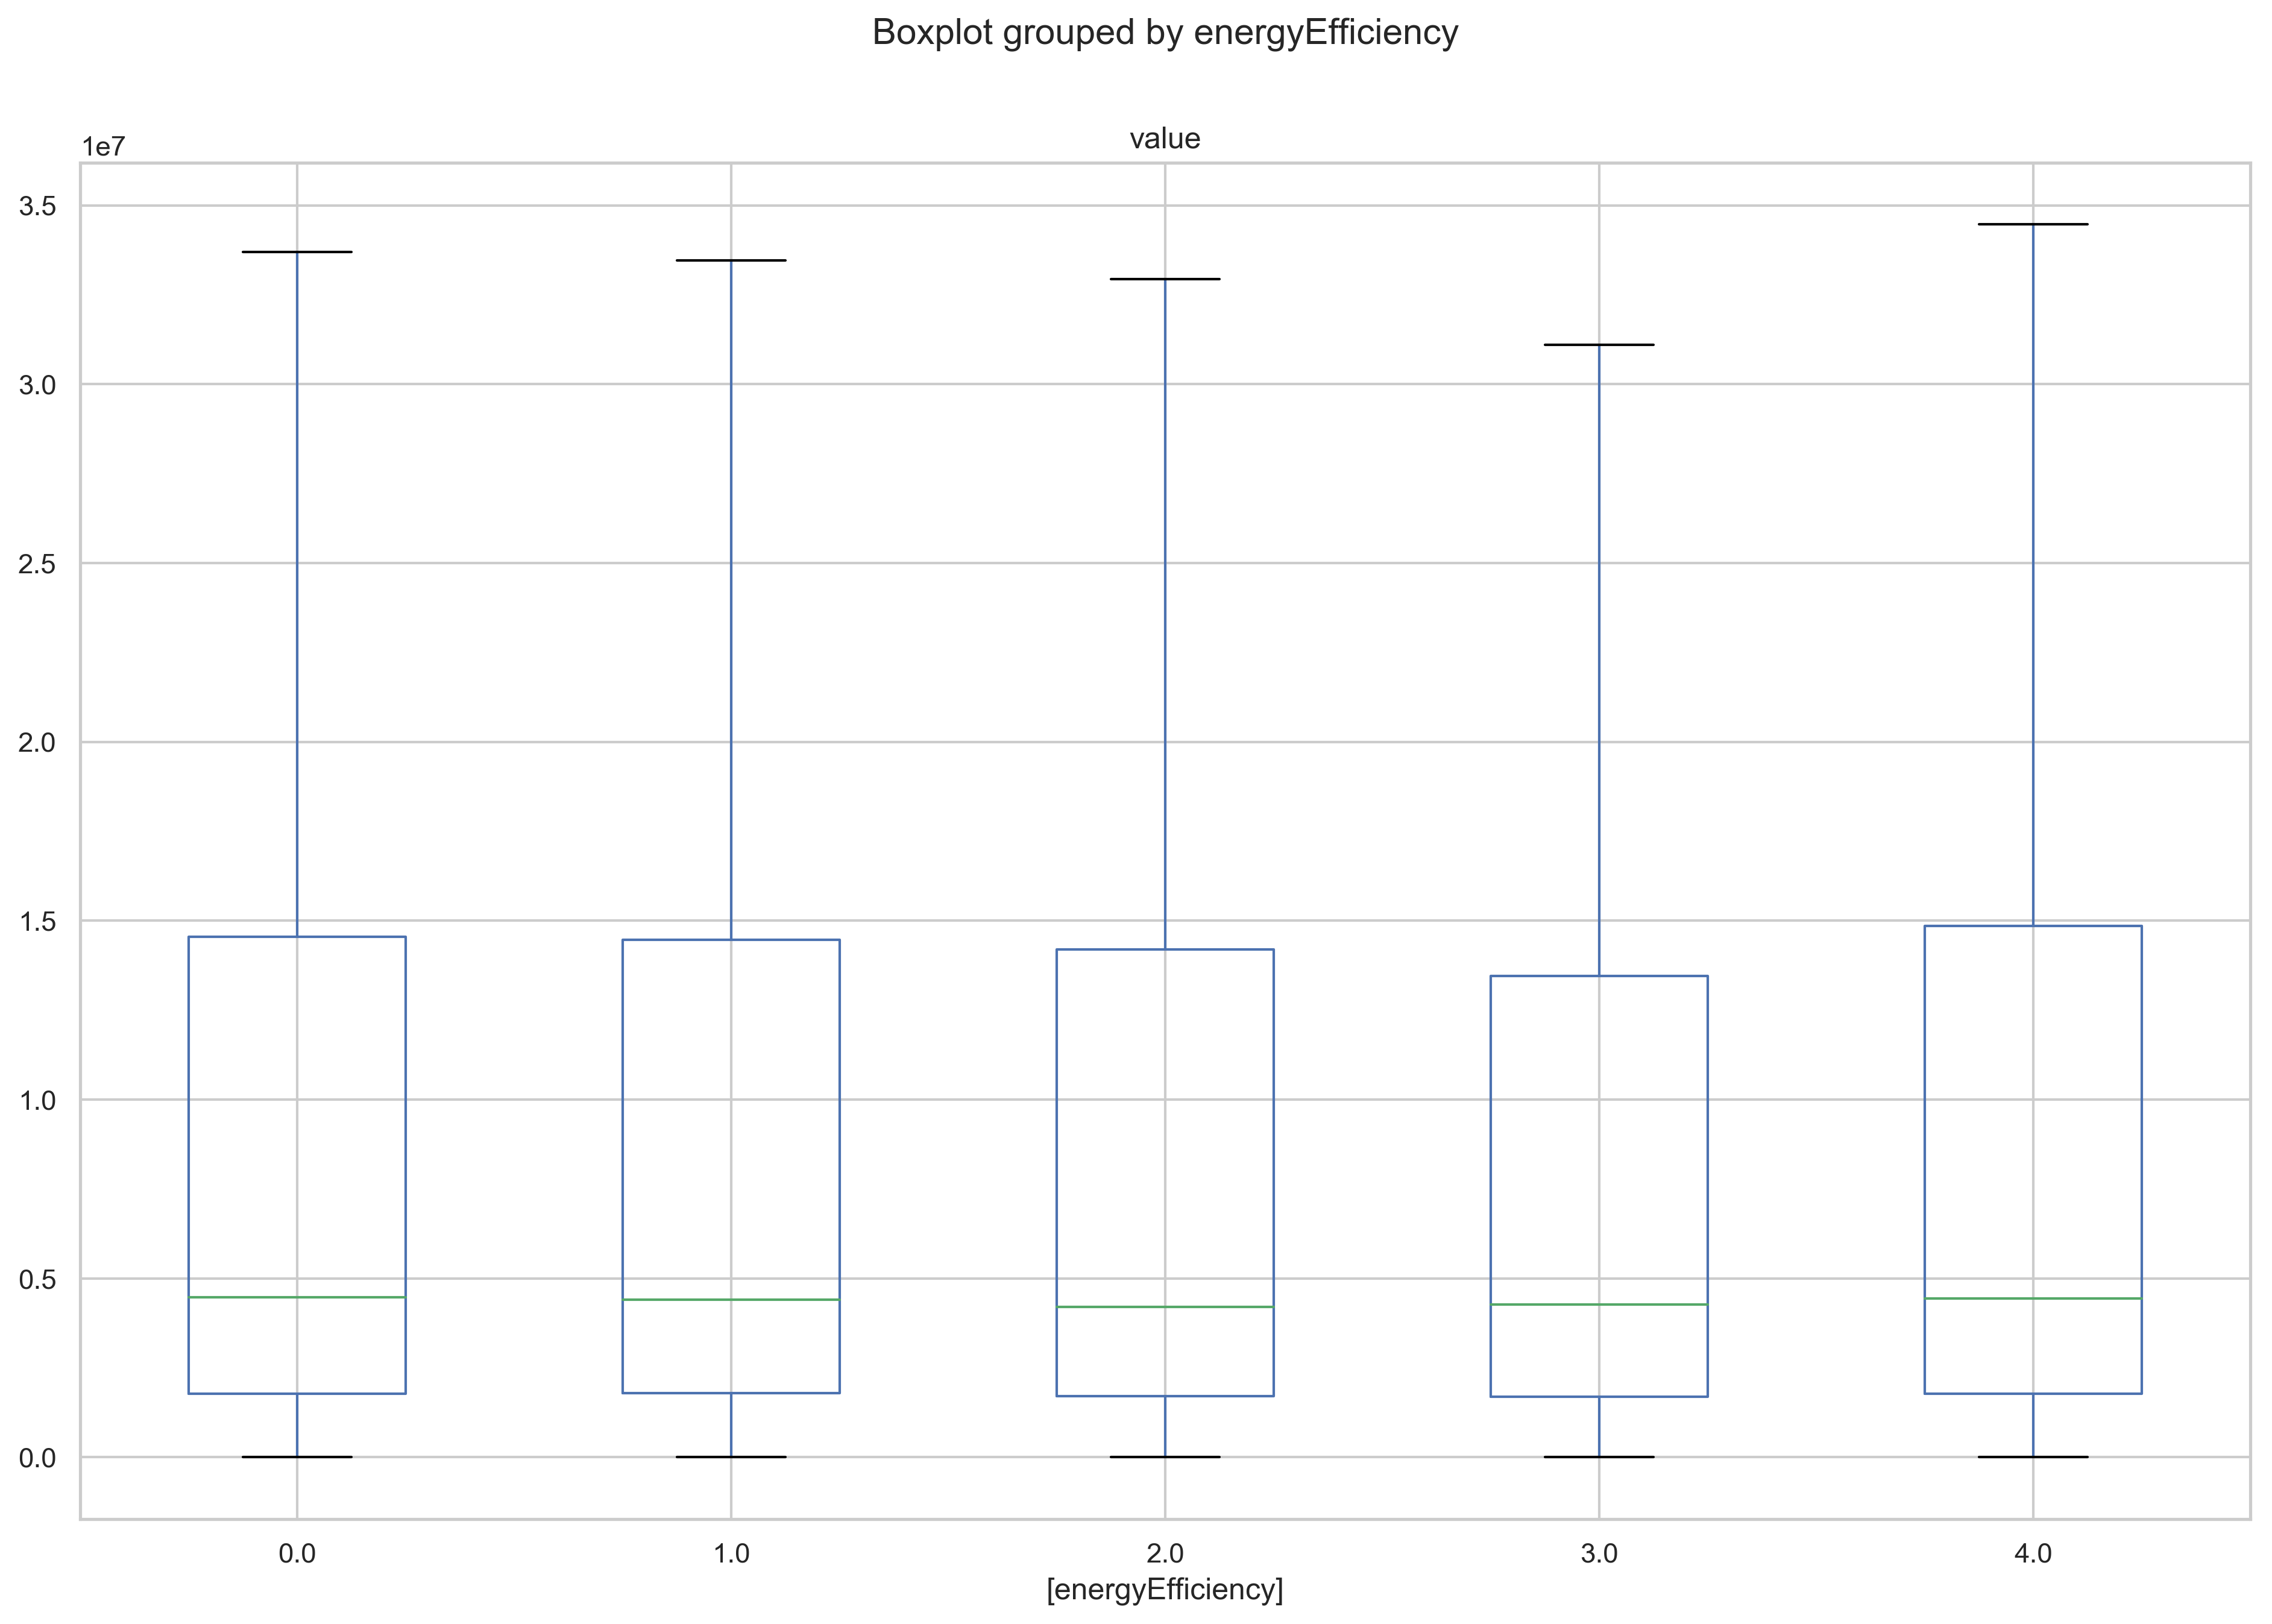 Boxplot grouped by energyEfficiency
value
1e7
3.5
3.0
2.5
2.0
1.5
1.0
0.5
0.0
0.0 1.0 2.0 3.0 4.0
[energyEfficiency]